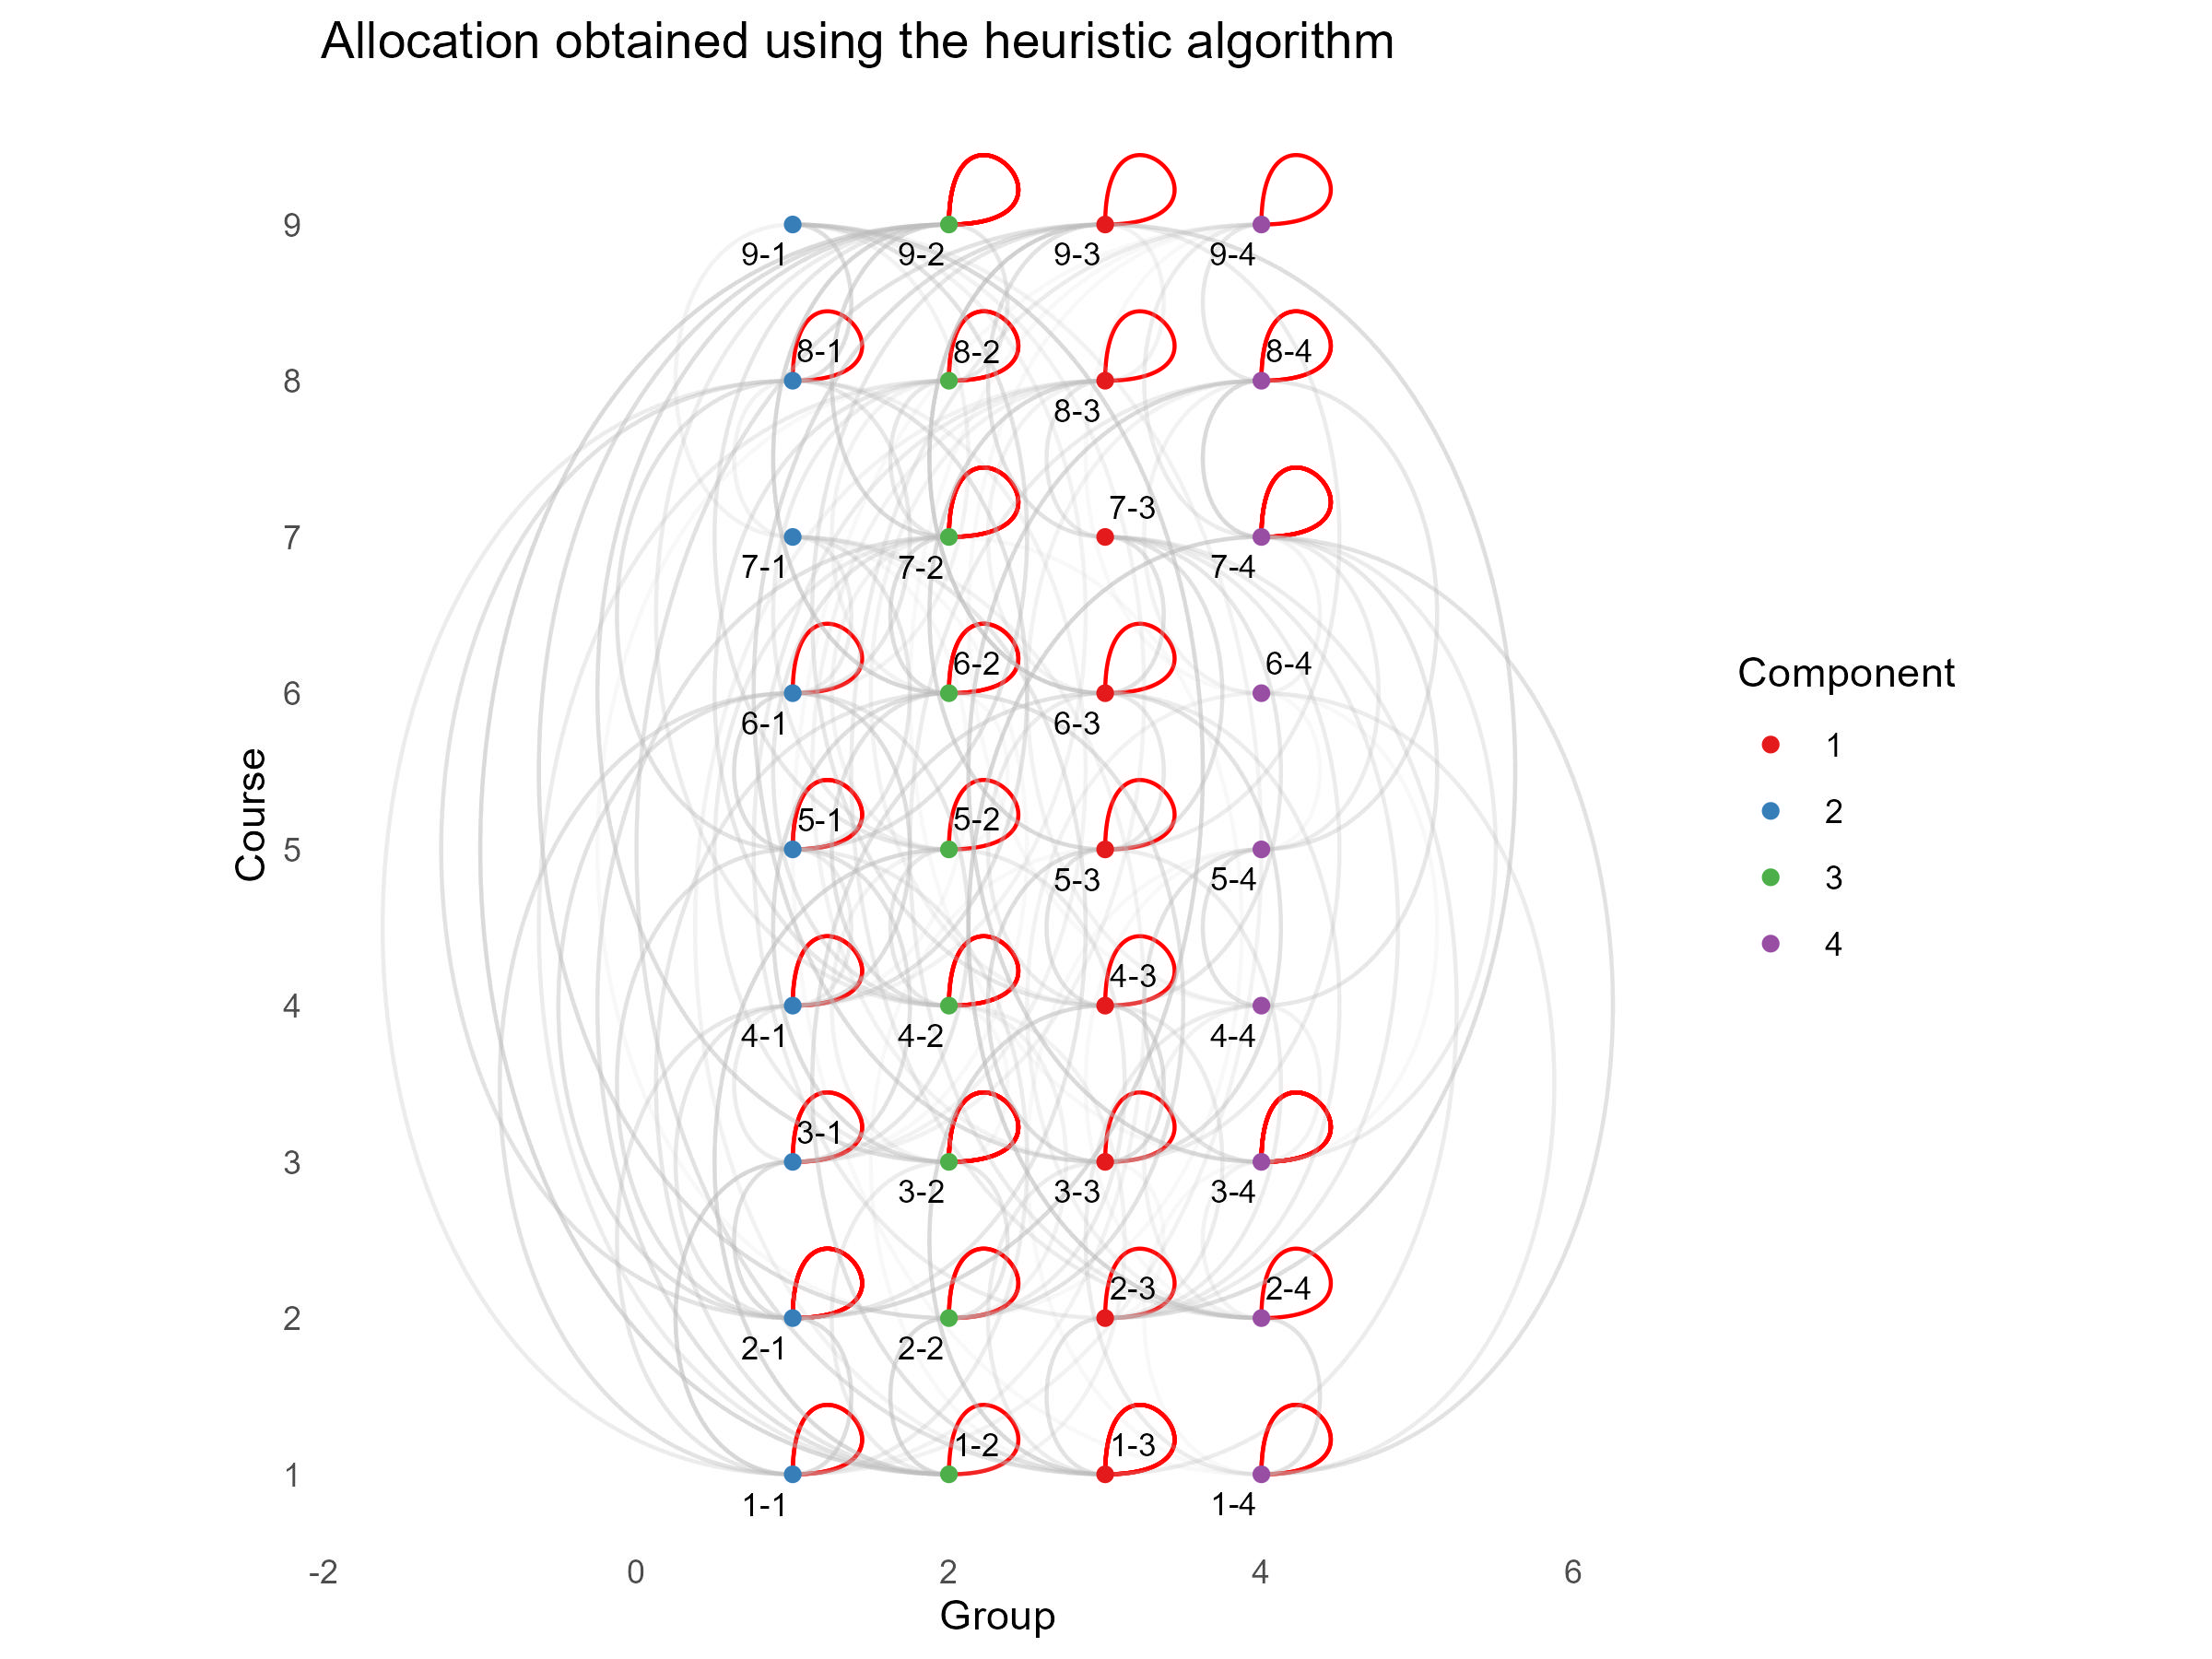 Allocation obtained using the heuristic algorithm
9
9-1 9-2 9-3 9-4
8-1 8-2 8-4
8
8-3
7-3
7
7-1 7-2 7-4
6-2 6-4
6
6-1 6-3
5-1 5-2
5
5-3 5-4
4-3
4
4-1 4-2 4-4
3-1
3
3-2 3-3 3-4
2-3 2-4
2
2-1 2-2
1-2 1-3
1
1-1 1-4
-2 0 2 4 6
Group
Course
Component
1
2
3
4